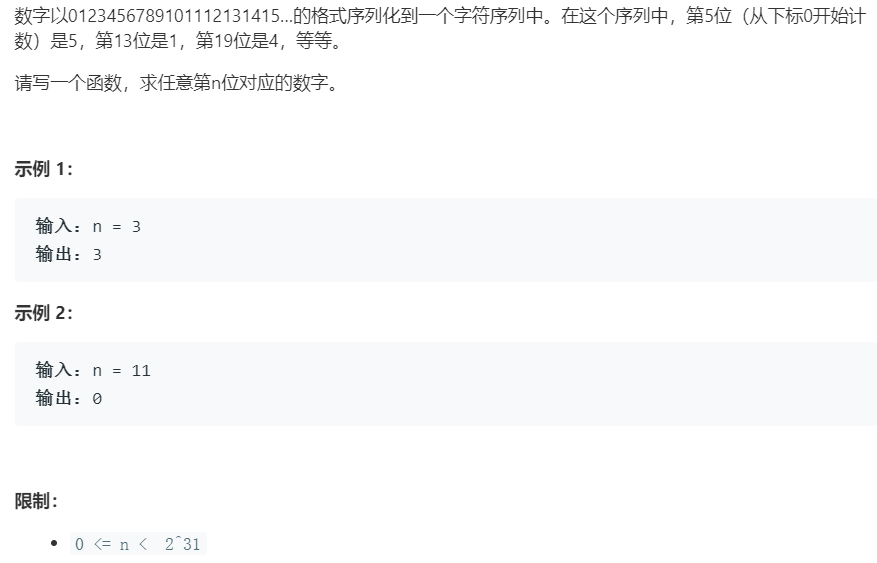 数字以0123456789101112131415…的格式序列化到一个字符序列中。在这个序列中，第5位（从下标0开始计
数）是5，第13位是1，第19位是4，等等。
请写一个函数，求任意第n位对应的数字。
示例 1：
输入：n = 3
输出：3
示例 2：
输入：n = 11
输出：0
限制：
• 0 <= n < 2^31